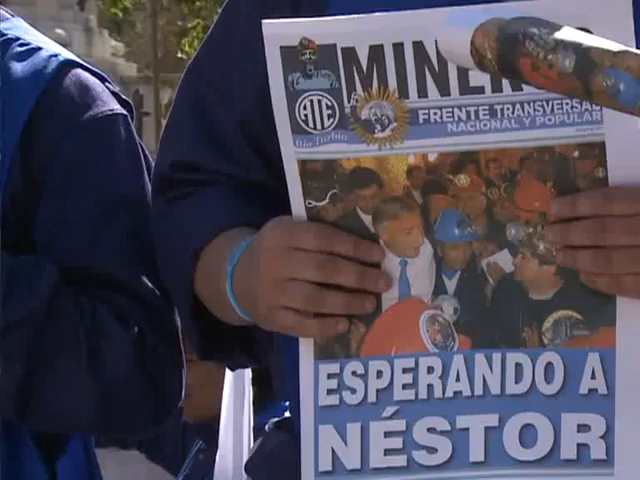 MINER
ATE
Río Turbio
FRENTE TRANSVERSAL
NACIONAL Y POPULAR
ESPERANDO A
NÉSTOR